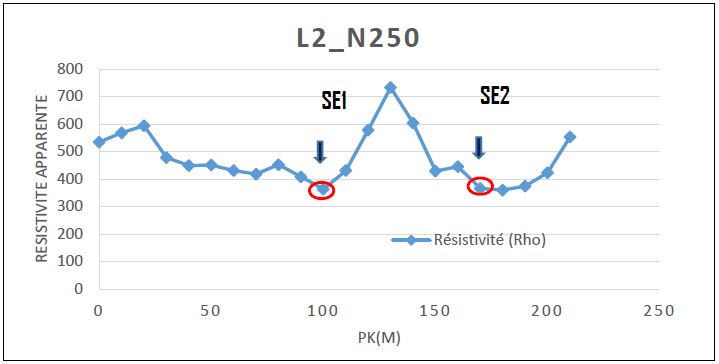 L2_N250
RESISTIVITE APPARENTE
800
700
600
500
400
300
200
100
0
SE1
SE2
Résistivité (Rho)
0 50 100 150 200 250
PK(M)